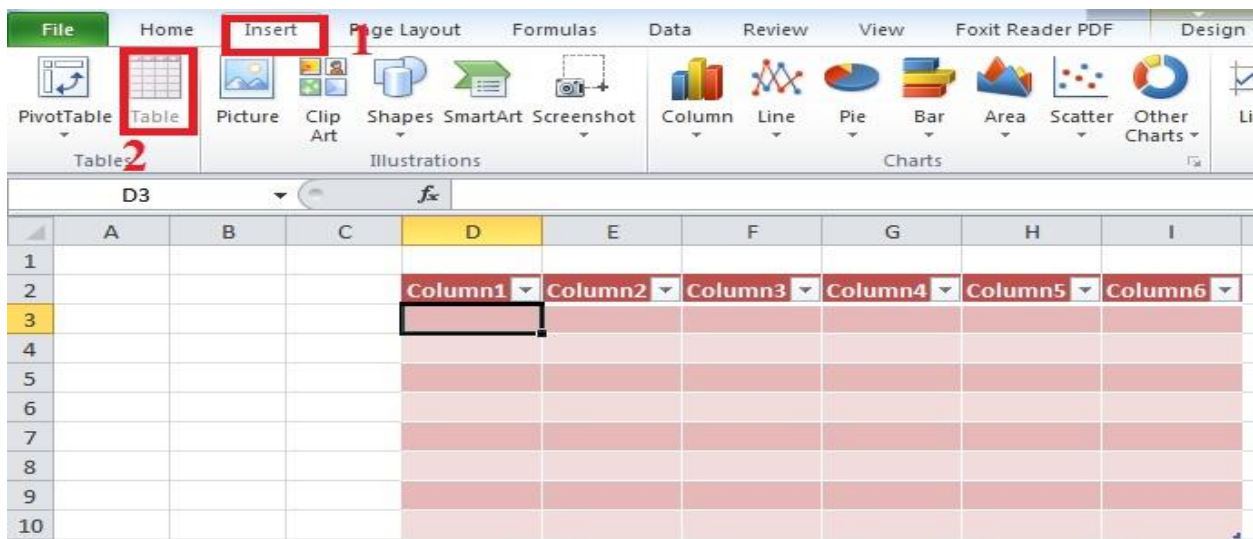 File Home Insert 1 Page Layout Formulas Data Review View Foxit Reader PDF Design
PivotTable Table Picture Clip Art Shapes SmartArt Screenshot Column Line Pie Bar Area Scatter Other Charts Li
Tables 2 Illustrations Charts
D3 fx
A B C D E F G H I
1
2 Column1 Column2 Column3 Column4 Column5 Column6
3
4
5
6
7
8
9
10